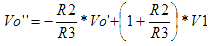 Vo''= − R2/R3 * Vo'+(1 + R2/R3) * V1